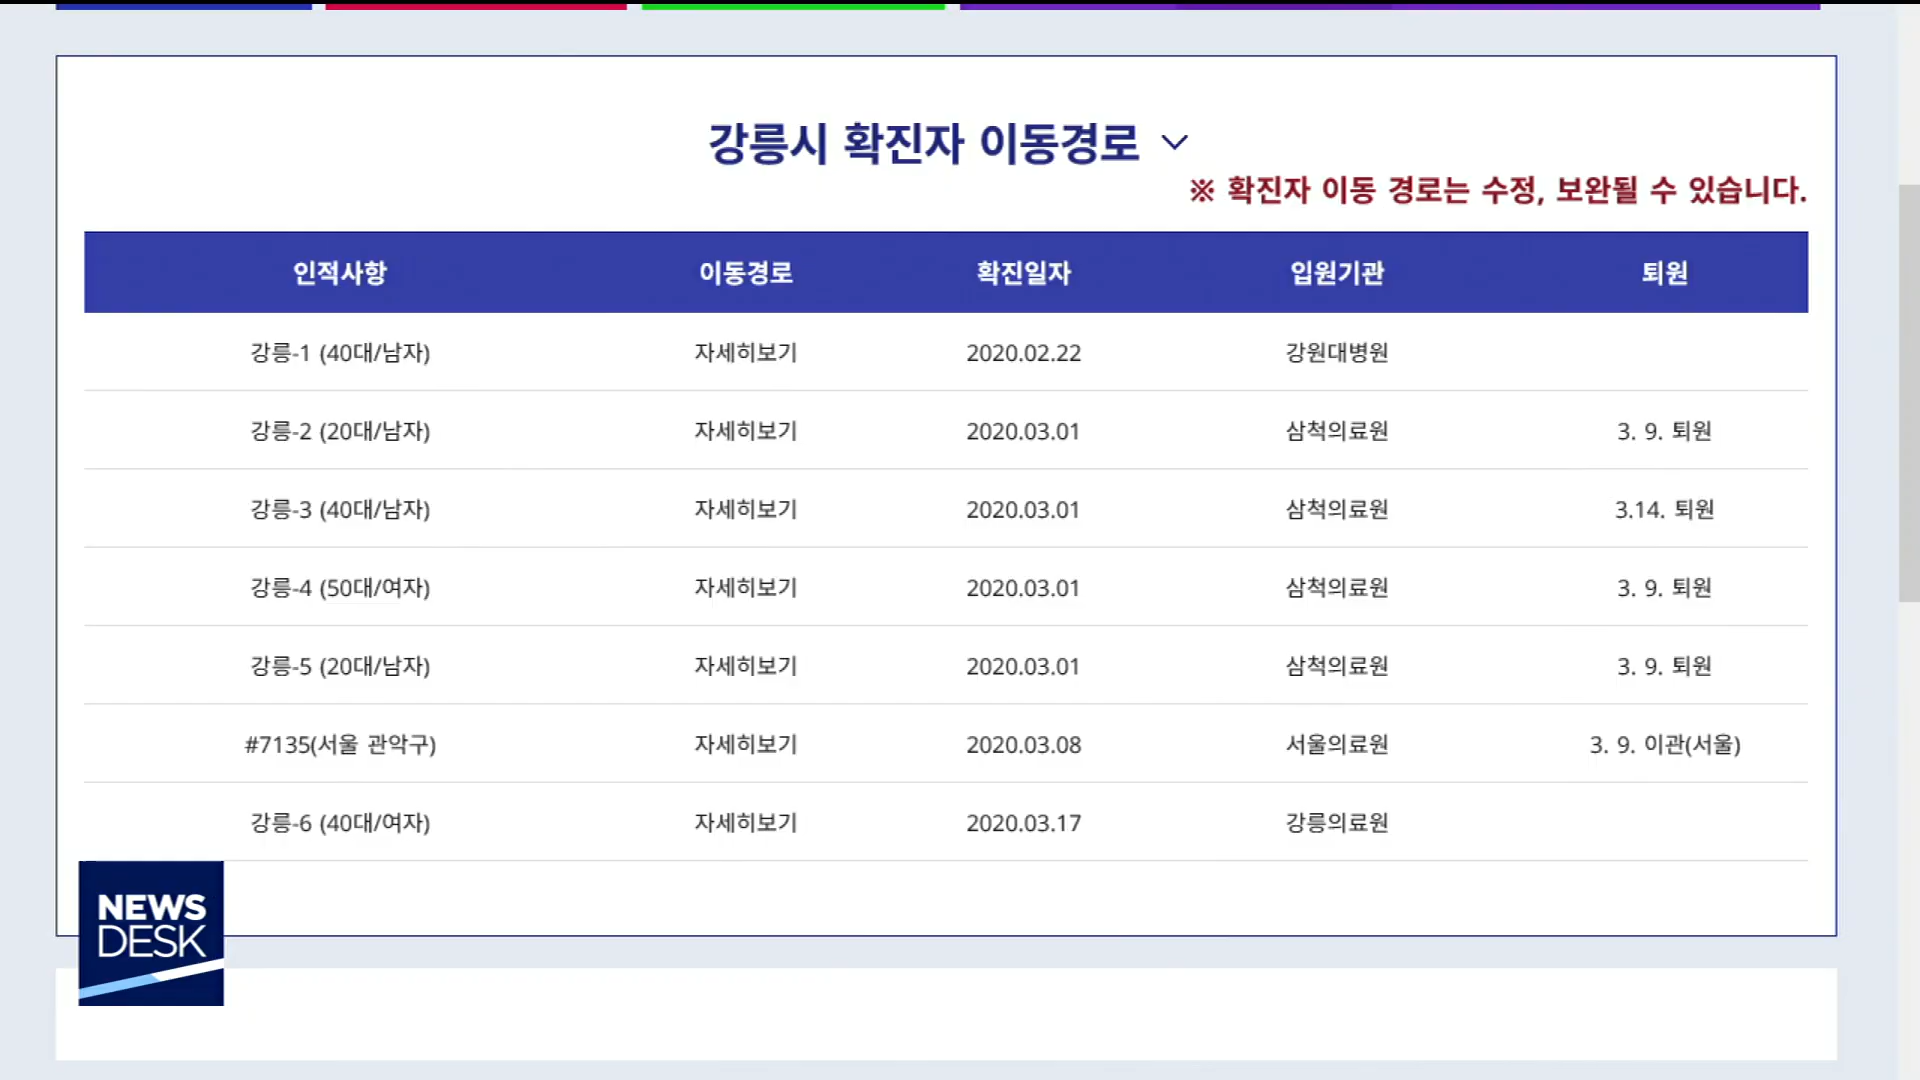 강릉시 확진자 이동경로
※ 확진자 이동 경로는 수정, 보완될 수 있습니다.
인적사항 이동경로 확진일자 입원기관 퇴원
강릉-1 (40대/남자) 자세히보기 2020.02.22 강원대병원
강릉-2 (20대/남자) 자세히보기 2020.03.01 삼척의료원 3. 9. 퇴원
강릉-3 (40대/남자) 자세히보기 2020.03.01 삼척의료원 3.14. 퇴원
강릉-4 (50대/여자) 자세히보기 2020.03.01 삼척의료원 3. 9. 퇴원
강릉-5 (20대/남자) 자세히보기 2020.03.01 삼척의료원 3. 9. 퇴원
#7135(서울 관악구) 자세히보기 2020.03.08 서울의료원 3. 9. 이관(서울)
강릉-6 (40대/여자) 자세히보기 2020.03.17 강릉의료원
NEWS
DESK